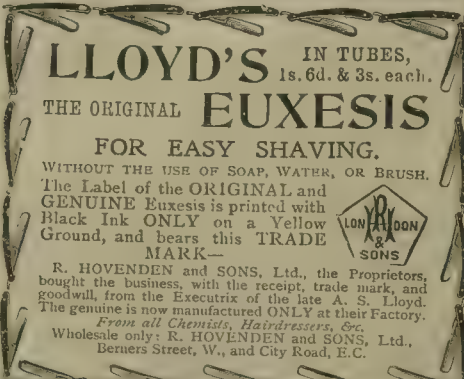 LLOYD'S IN TUBES,
1s. 6d. & 3s. each.
THE ORIGINAL EUXESIS
FOR EASY SHAVING.
WITHOUT THE USE OF SOAP, WATER, OR BRUSH.
The Label of the ORIGINAL and
GENUINE Euxesis is printed with
Black Ink ONLY on a Yellow
Ground, and bears this TRADE
MARK—
LONDON
RH
&
SONS
R. HOVENDEN and SONS, Ltd., the Proprietors,
bought the business, with the receipt, trade mark, and
goodwill, from the Executrix of the late A. S. Lloyd.
The genuine is now manufactured ONLY at their Factory.
From all Chemists, Hairdressers, &c.
Wholesale only: R. HOVENDEN and SONS, Ltd.,
Berners Street, W., and City Road, E.C.